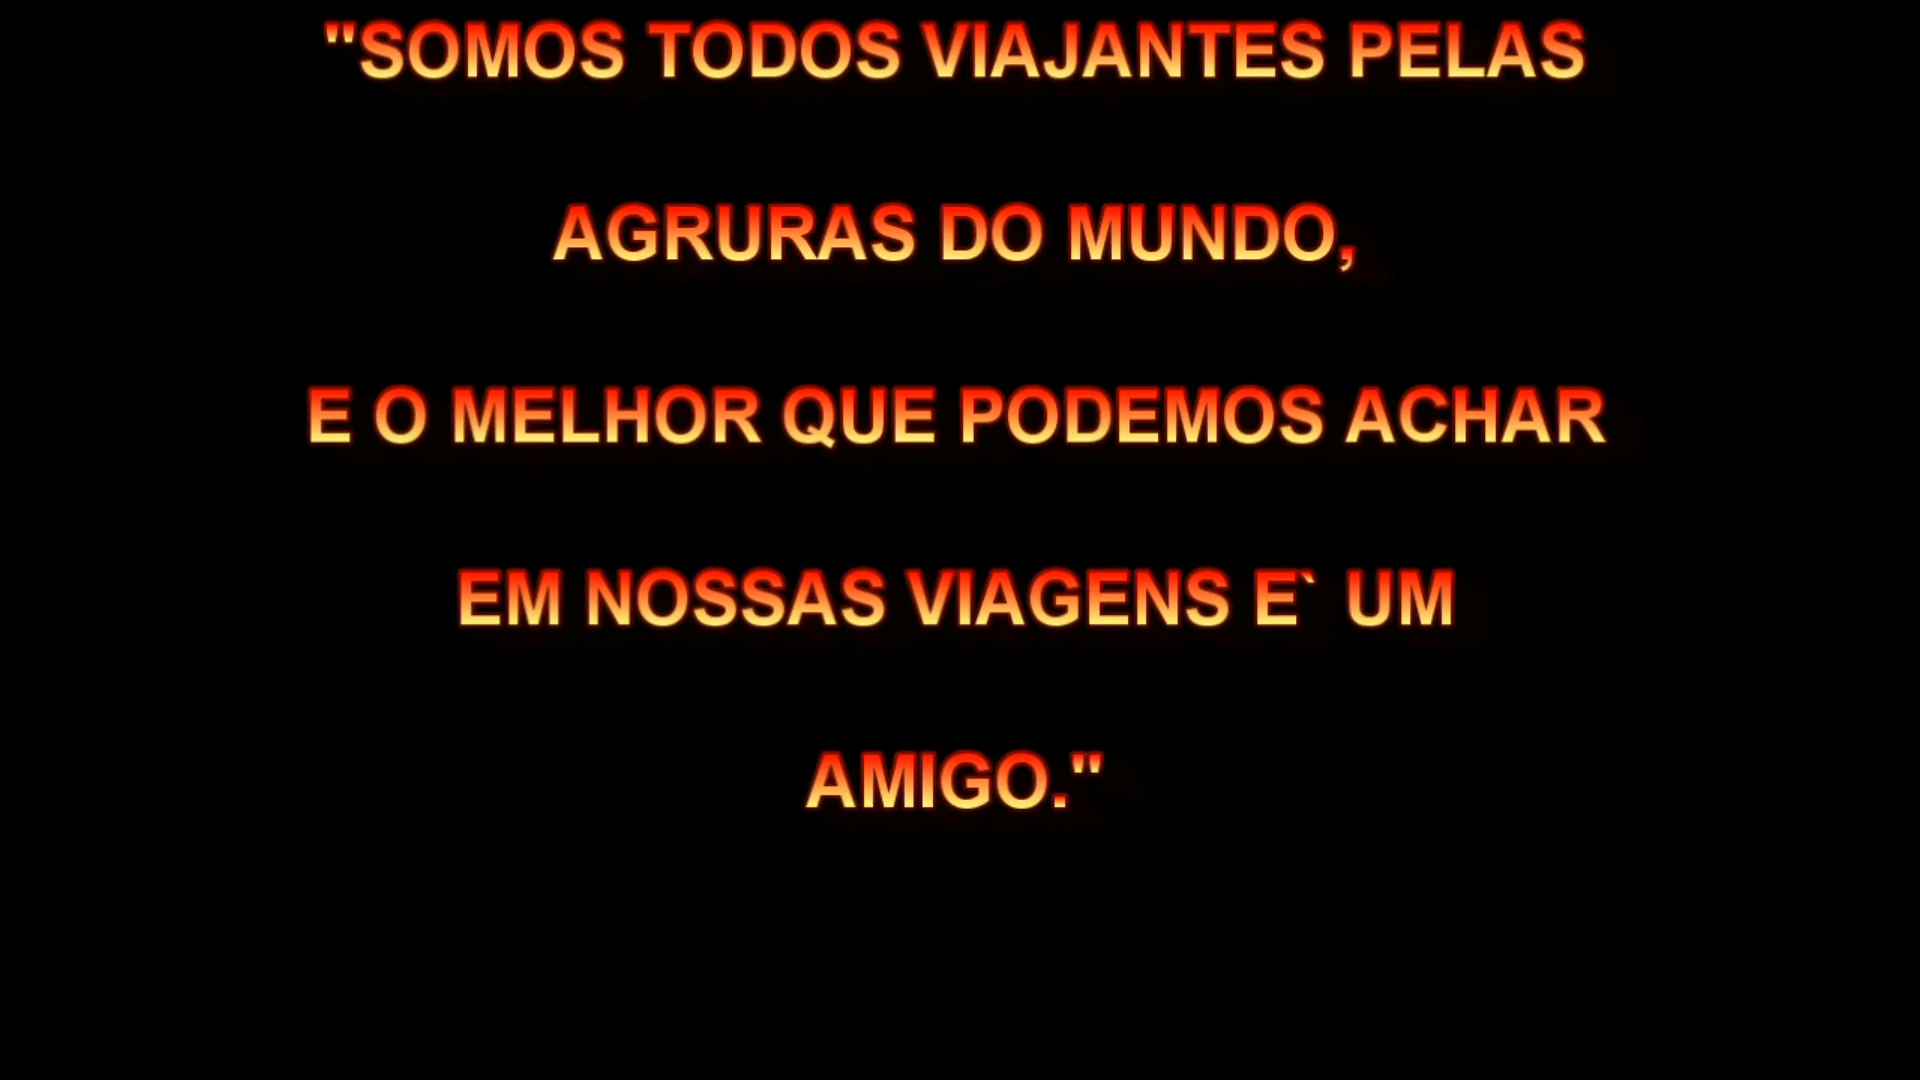 "SOMOS TODOS VIAJANTES PELAS
AGRURAS DO MUNDO,
E O MELHOR QUE PODEMOS ACHAR
EM NOSSAS VIAGENS E` UM
AMIGO."